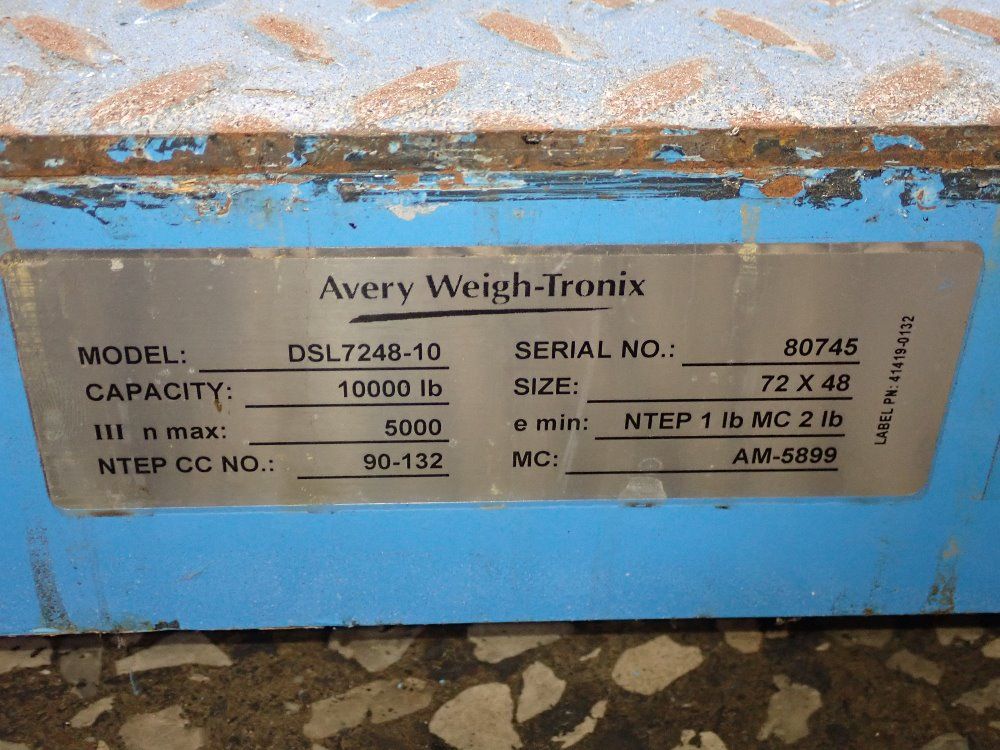 Avery Weigh-Tronix
MODEL: DSL7248-10
CAPACITY: 10000 lb
III n max: 5000
NTEP CC NO.: 90-132
SERIAL NO.: 80745
SIZE: 72 X 48
e min: NTEP 1 lb MC 2 lb
MC: AM-5899
LABEL PN: 41419-0132